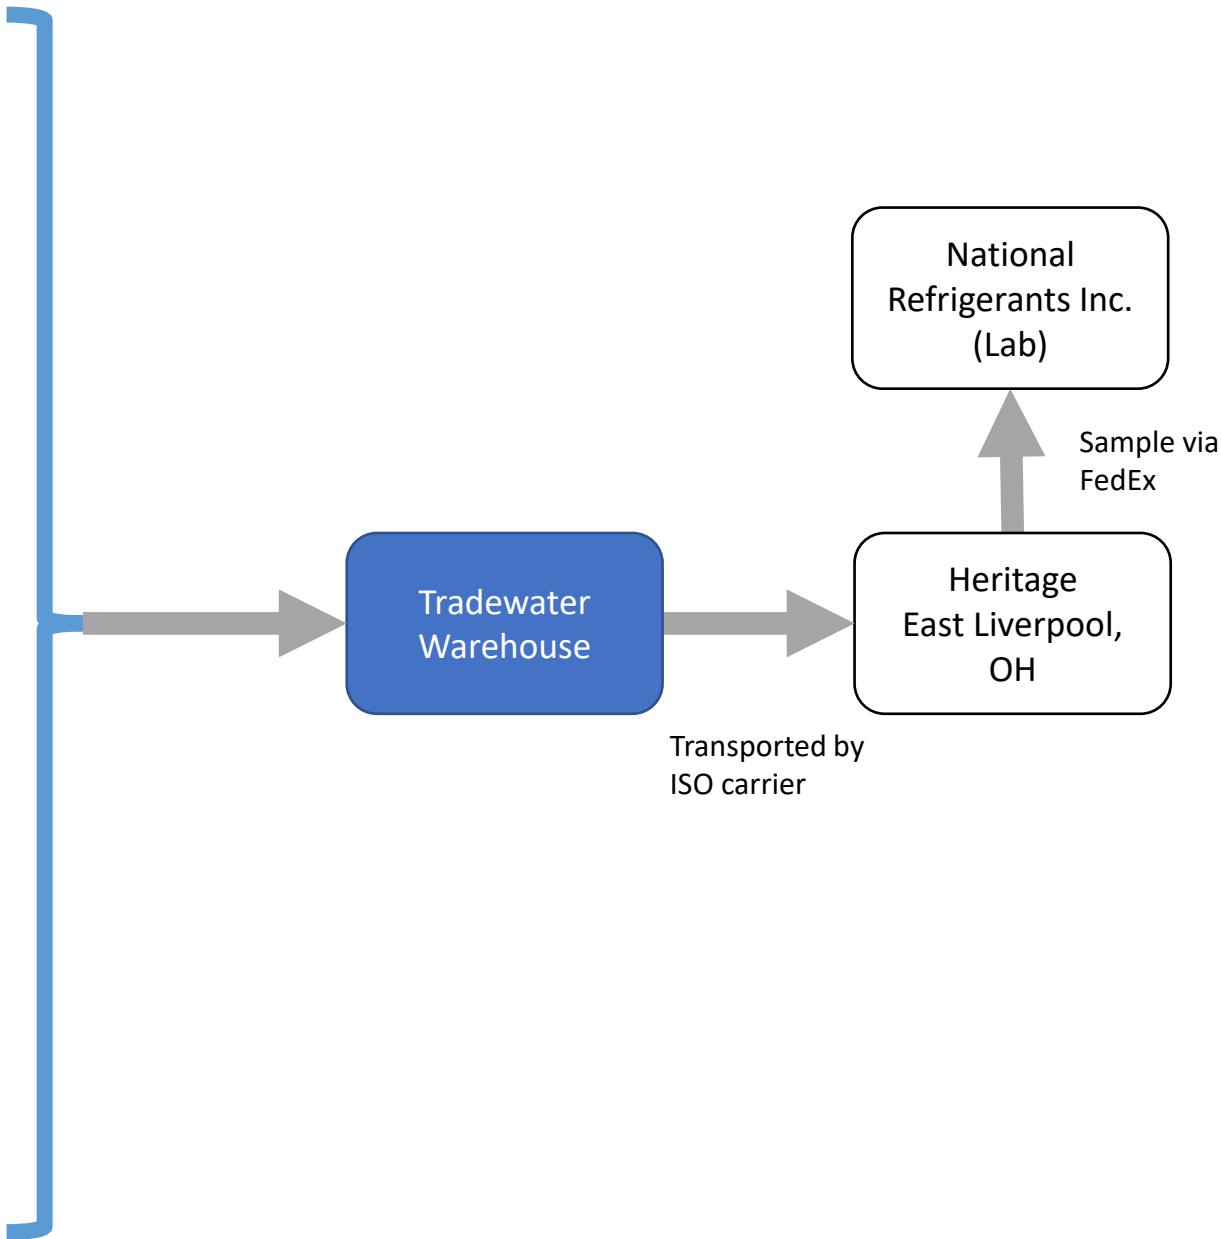 National
Refrigerants Inc.
(Lab)
Sample via
FedEx
Tradewater
Warehouse
Heritage
East Liverpool,
OH
Transported by
ISO carrier